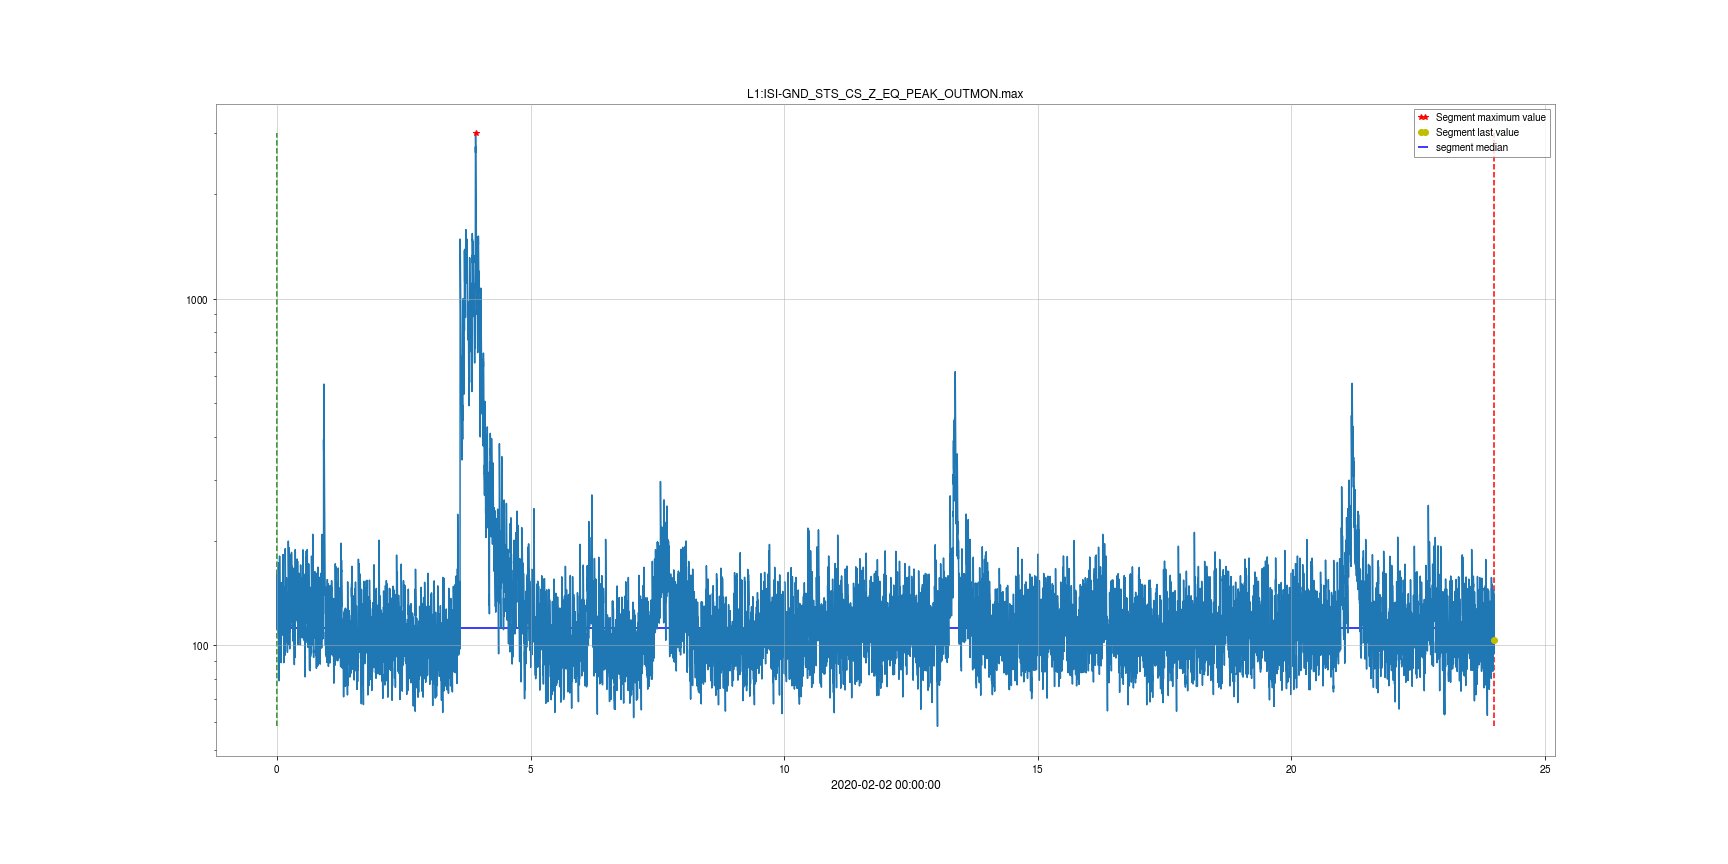 L1:ISI-GND_STS_CS_Z_EQ_PEAK_OUTMON.max
Segment maximum value
Segment last value
segment median
1000
100
0 5 10 15 20 25
2020-02-02 00:00:00